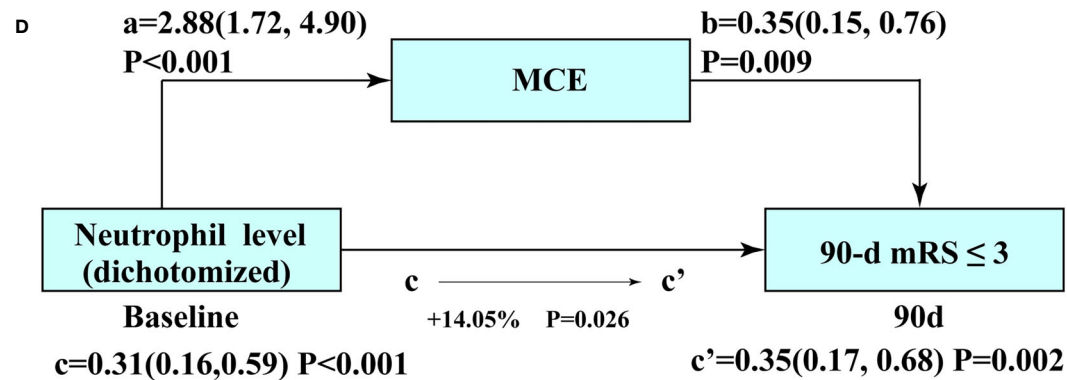 D
a=2.88(1.72, 4.90)
P<0.001
b=0.35(0.15, 0.76)
P=0.009
MCE
Neutrophil level
(dichotomized)
90-d mRS ≤ 3
c
c’
+14.05% P=0.026
Baseline
90d
c=0.31(0.16,0.59) P<0.001
c’=0.35(0.17, 0.68) P=0.002